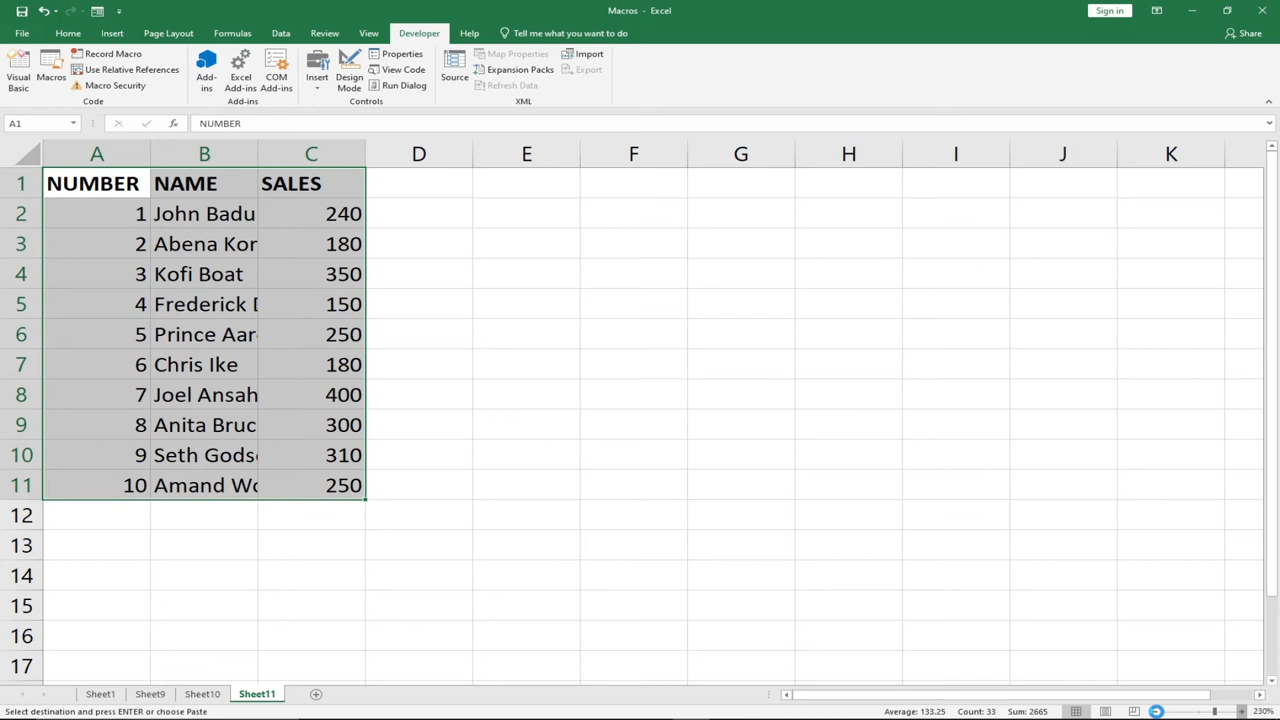 Macros - Excel
Sign in
File Home Insert Page Layout Formulas Data Review View Developer Help Tell me what you want to do Share
Visual Basic
Macros
Record Macro
Use Relative References
Macro Security
Code
Add-ins
Excel Add-ins
COM Add-ins
Add-ins
Insert
Design Mode
Properties
View Code
Run Dialog
Controls
Source
Map Properties
Expansion Packs
Refresh Data
Import
Export
XML
A1 fx NUMBER
A B C D E F G H I J K
1 NUMBER NAME SALES
2 1 John Badu 240
3 2 Abena Kor 180
4 3 Kofi Boat 350
5 4 Frederick 150
6 5 Prince Aar 250
7 6 Chris Ike 180
8 7 Joel Ansah 400
9 8 Anita Bruc 300
10 9 Seth Gods 310
11 10 Amand Wo 250
12
13
14
15
16
17
Sheet1 Sheet9 Sheet10 Sheet11
Select destination and press ENTER or choose Paste Average: 133.25 Count: 33 Sum: 2665 230%